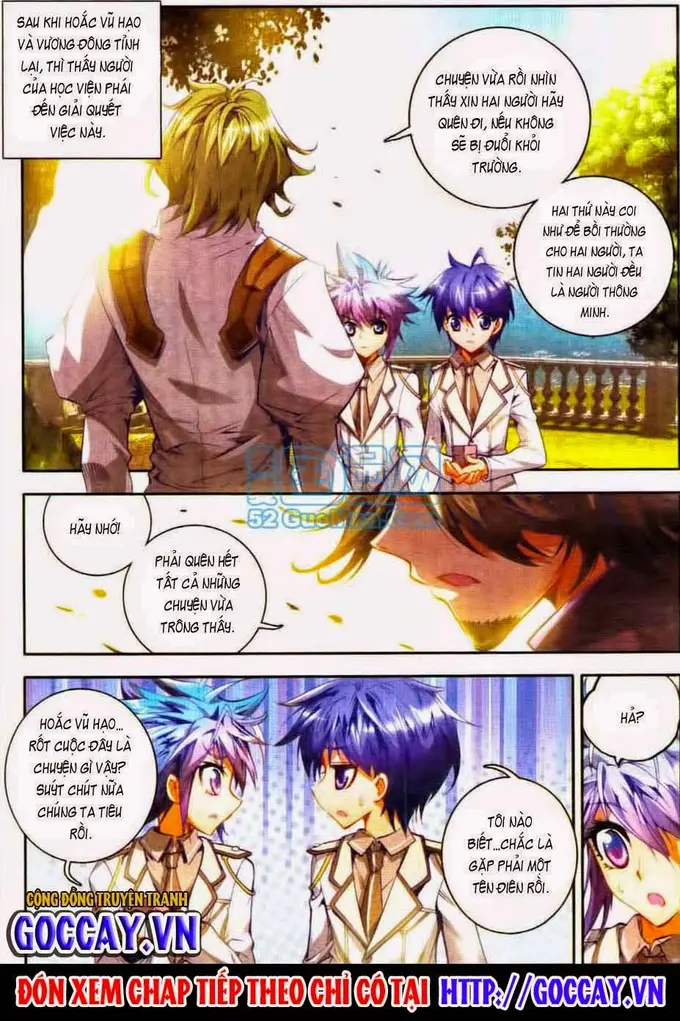 SAU KHI HOẮC VŨ HẠO
VÀ VƯƠNG ĐÔNG TỈNH
LẠI, THÌ THẤY NGƯỜI
CỦA HỌC VIỆN PHÁI
ĐẾN GIẢI QUYẾT
VIỆC NÀY.
CHUYỆN VỪA RỒI NHÌN
THẤY XIN HAI NGƯỜI HÃY
QUÊN ĐI, NẾU KHÔNG
SẼ BỊ ĐUỔI KHỎI
TRƯỜNG.
HAI THỨ NÀY COI
NHƯ ĐỂ BỒI THƯỜNG
CHO HAI NGƯỜI, TA
TIN HAI NGƯỜI ĐỀU
LÀ NGƯỜI THÔNG
MINH.
HÃY NHỚ!
PHẢI QUÊN HẾT
TẤT CẢ NHỮNG
CHUYỆN VỪA
TRÔNG THẤY.
HOẮC VŨ HẠO...
RỐT CUỘC ĐÂY LÀ
CHUYỆN GÌ VẬY?
SUÝT CHÚT NỮA
CHÚNG TA TIÊU
RỒI.
TÔI NÀO
BIẾT...CHẮC LÀ
GẶP PHẢI MỘT
TÊN ĐIÊN RỒI.
HẢ?
CỘNG ĐỒNG TRUYỆN TRANH
GOCCAY.VN
ĐÓN XEM CHAP TIẾP THEO CHỈ CÓ TẠI HTTP://GOCCAY.VN